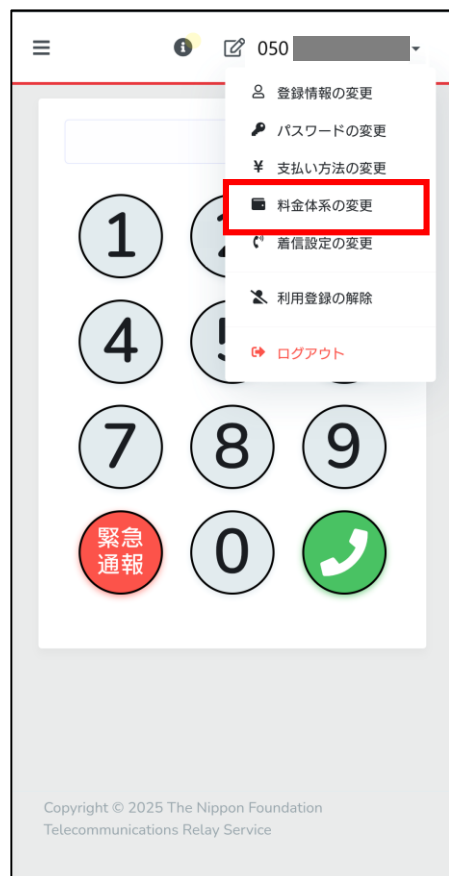 050
登録情報の変更
パスワードの変更
¥ 支払い方法の変更
料金体系の変更
着信設定の変更
利用登録の解除
ログアウト
1
4
7 8 9
緊急
通報
0
Copyright © 2025 The Nippon Foundation
Telecommunications Relay Service